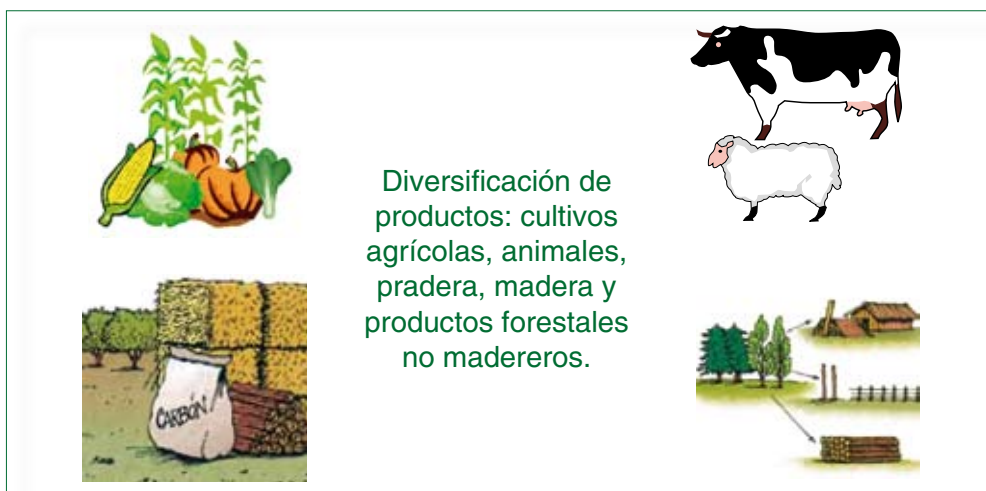 Diversificación de
productos: cultivos
agrícolas, animales,
pradera, madera y
productos forestales
no madereros.
CARBÓN